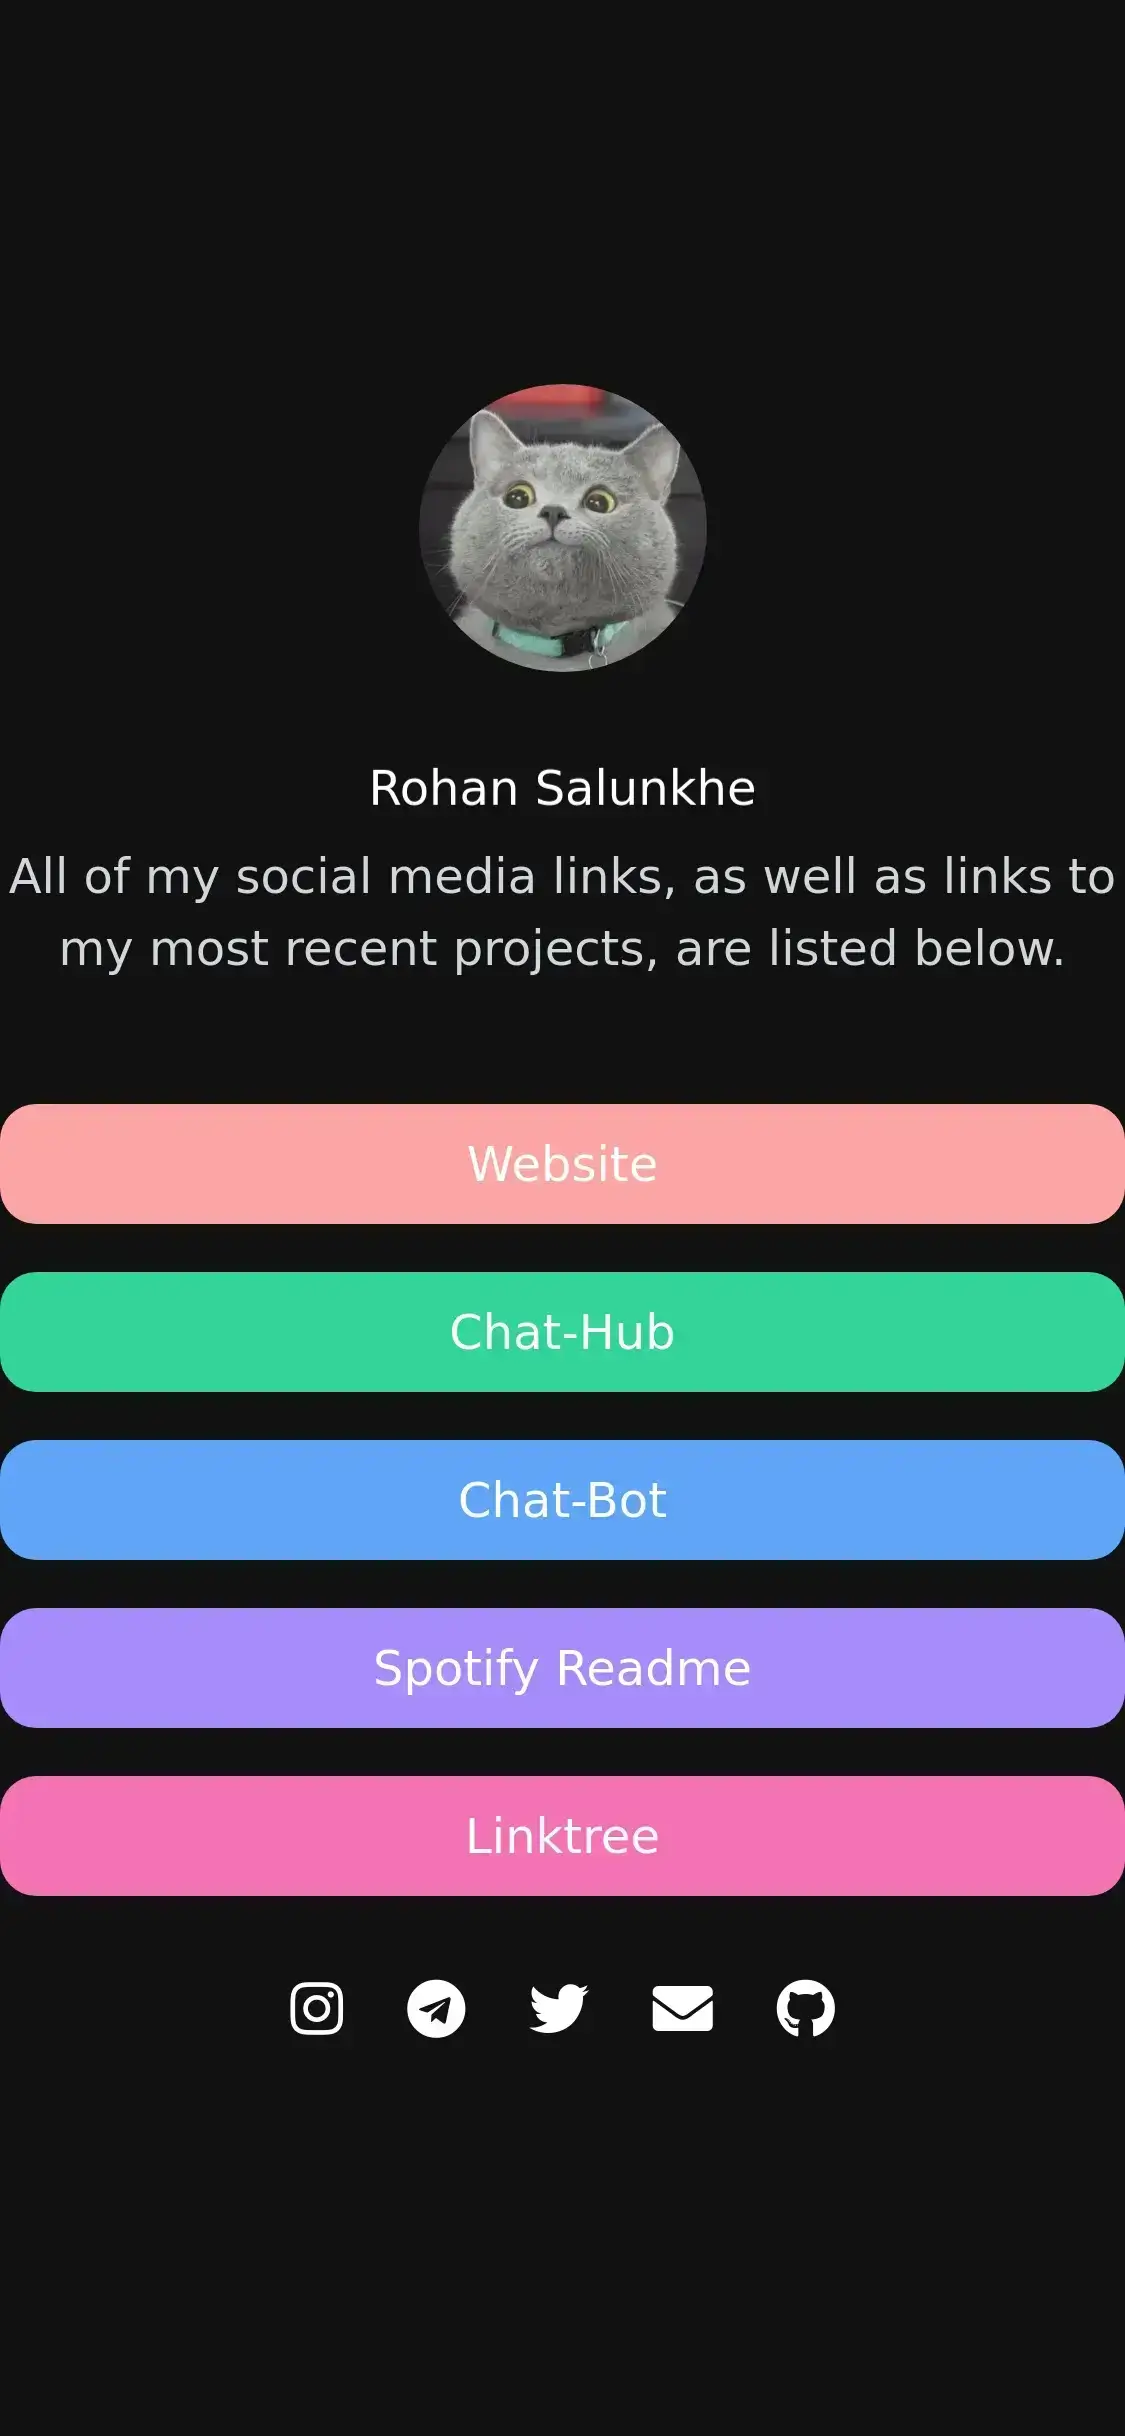 Rohan Salunkhe
All of my social media links, as well as links to
my most recent projects, are listed below.
Website
Chat-Hub
Chat-Bot
Spotify Readme
Linktree